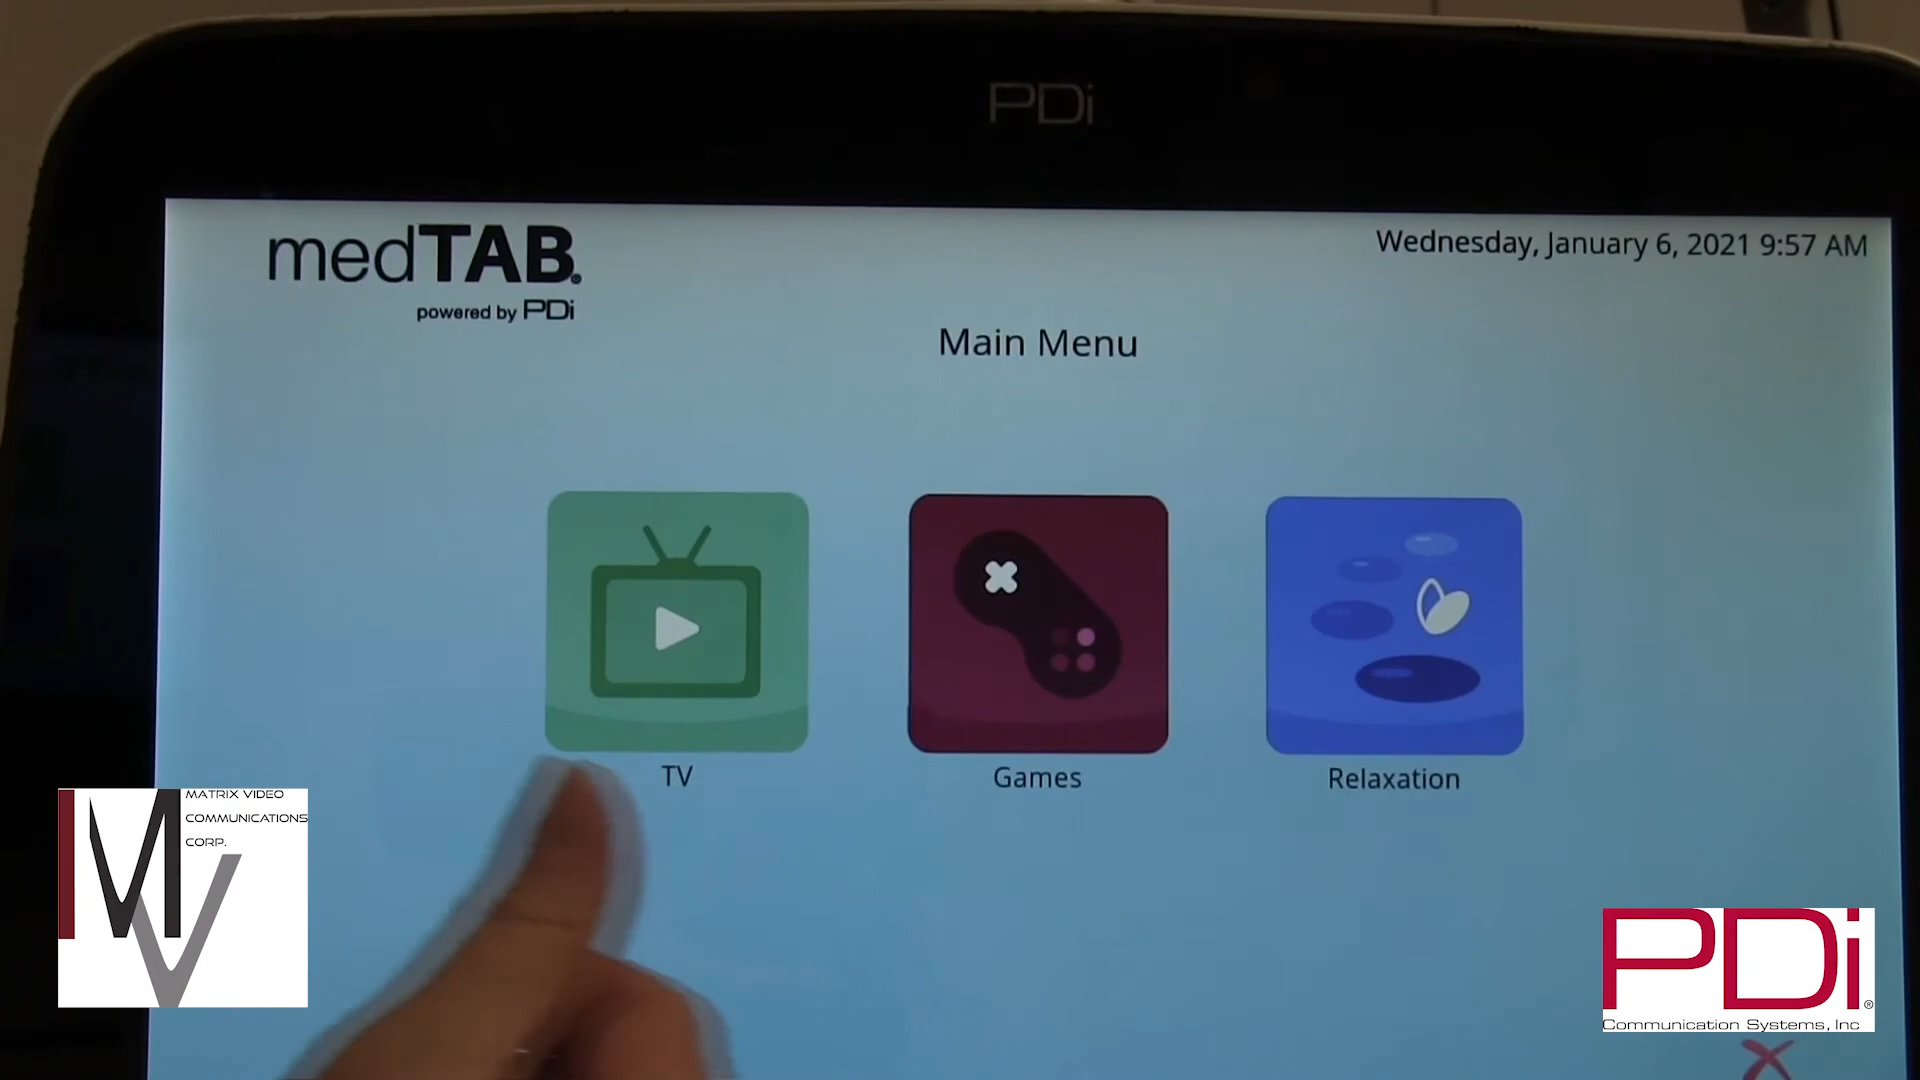 PDi
medTAB®
powered by PDi
Wednesday, January 6, 2021 9:57 AM
Main Menu
TV
Games
Relaxation
MATRIX VIDEO
COMMUNICATIONS
CORP.
MV
PDi®
Communication Systems, Inc